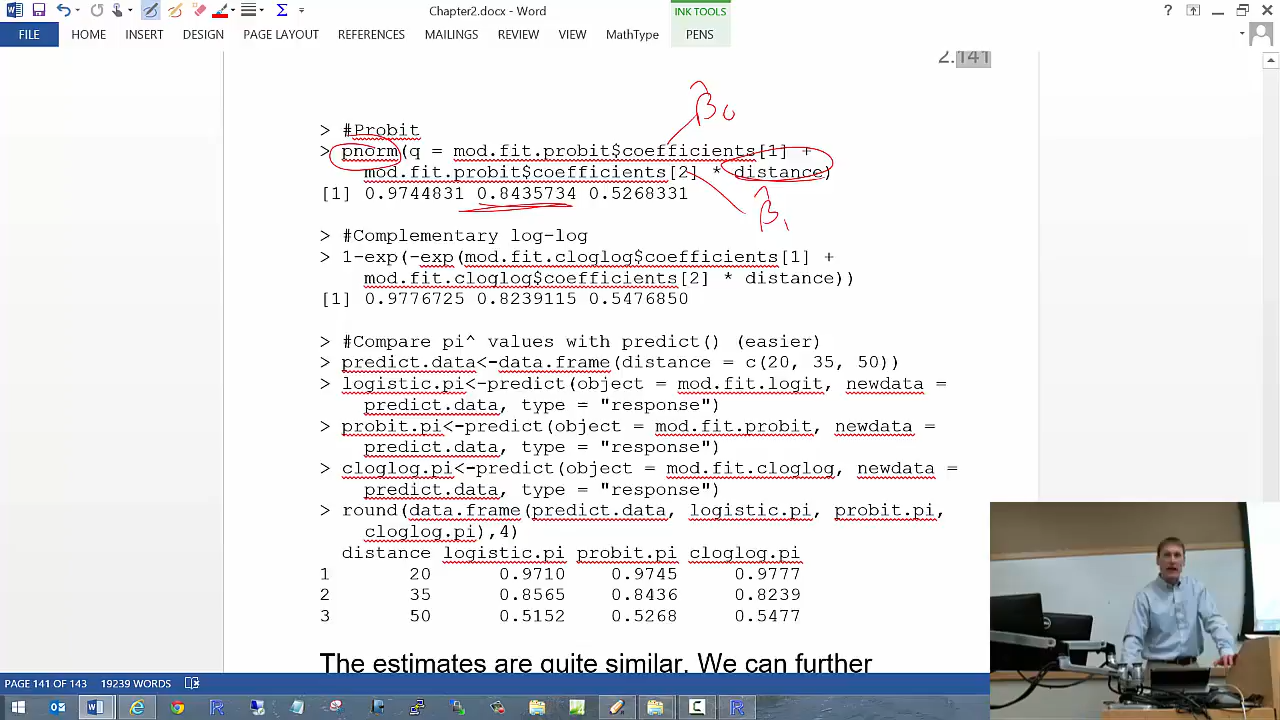 Chapter2.docx - Word
INK TOOLS
FILE HOME INSERT DESIGN PAGE LAYOUT REFERENCES MAILINGS REVIEW VIEW MathType PENS
2.141
β̂0
> #Probit
> pnorm(q = mod.fit.probit$coefficients[1] +
mod.fit.probit$coefficients[2] * distance)
[1] 0.9744831 0.8435734 0.5268331
β̂1
> #Complementary log-log
> 1-exp(-exp(mod.fit.cloglog$coefficients[1] +
mod.fit.cloglog$coefficients[2] * distance))
[1] 0.9776725 0.8239115 0.5476850
> #Compare pi^ values with predict() (easier)
> predict.data<-data.frame(distance = c(20, 35, 50))
> logistic.pi<-predict(object = mod.fit.logit, newdata =
predict.data, type = "response")
> probit.pi<-predict(object = mod.fit.probit, newdata =
predict.data, type = "response")
> cloglog.pi<-predict(object = mod.fit.cloglog, newdata =
predict.data, type = "response")
> round(data.frame(predict.data, logistic.pi, probit.pi,
cloglog.pi),4)
distance logistic.pi probit.pi cloglog.pi
1 20 0.9710 0.9745 0.9777
2 35 0.8565 0.8436 0.8239
3 50 0.5152 0.5268 0.5477
The estimates are quite similar. We can further
PAGE 141 OF 143 19239 WORDS